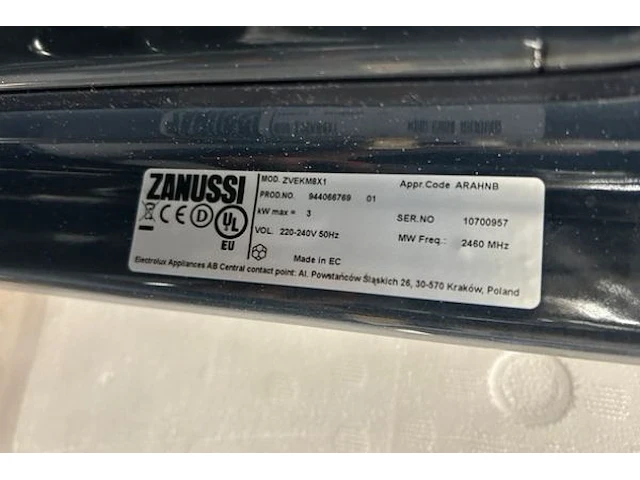 ZANUSSI
MOD. ZVEKM8X1 Appr.Code ARAHNB
PROD.NO. 944066769 01
kW max = 3 SER.NO 10700957
VOL. 220-240V 50Hz MW Freq.: 2460 MHz
CE D UL
EU
Made in EC
Electrolux Appliances AB Central contact point: Al. Powstańców Śląskich 26, 30-570 Kraków, Poland